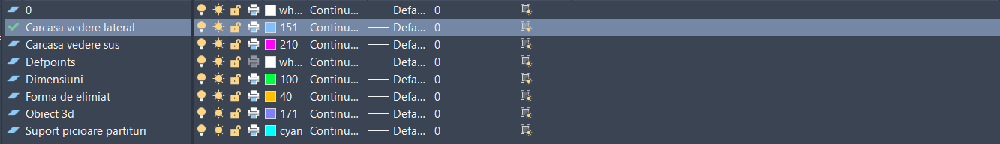 0 wh... Continu... Defa... 0
Carcasa vedere lateral 151 Continu... Defa... 0
Carcasa vedere sus 210 Continu... Defa... 0
Defpoints wh... Continu... Defa... 0
Dimensiuni 100 Continu... Defa... 0
Forma de elimiat 40 Continu... Defa... 0
Obiect 3d 171 Continu... Defa... 0
Suport picioare partituri cyan Continu... Defa... 0